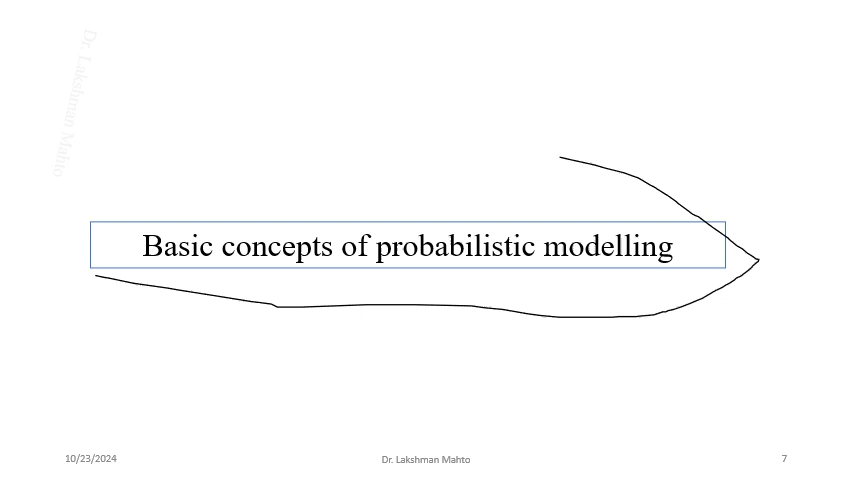 Dr. Lakshman Mahto
Basic concepts of probabilistic modelling
10/23/2024
Dr. Lakshman Mahto
7